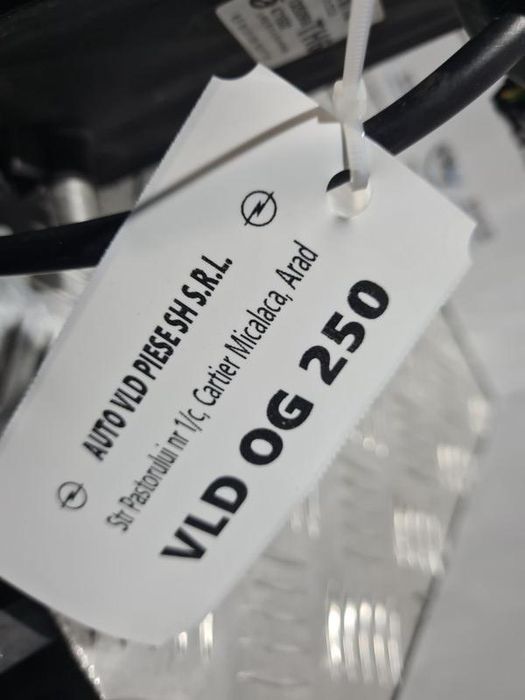 AUTO VLD PIESE SH S.R.L.
Str Pastorului nr 1/c, Cartier Micalaca, Arad
VLD OG 250